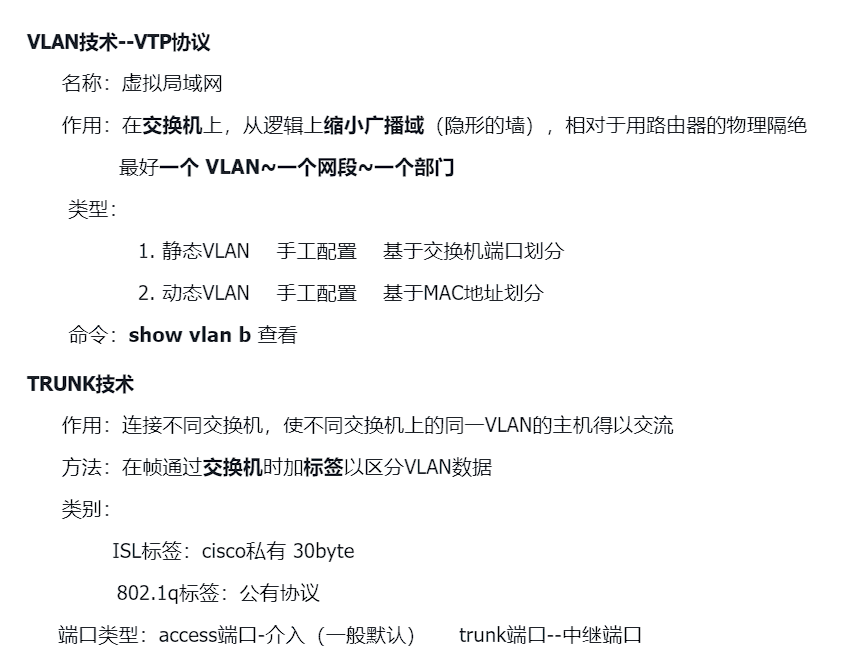 VLAN技术--VTP协议
名称：虚拟局域网
作用：在交换机上，从逻辑上缩小广播域（隐形的墙），相对于用路由器的物理隔绝
最好一个 VLAN~一个网段~一个部门
类型：
1. 静态VLAN 手工配置 基于交换机端口划分
2. 动态VLAN 手工配置 基于MAC地址划分
命令：show vlan b 查看
TRUNK技术
作用：连接不同交换机，使不同交换机上的同一VLAN的主机得以交流
方法：在帧通过交换机时加标签以区分VLAN数据
类别：
ISL标签：cisco私有 30byte
802.1q标签：公有协议
端口类型：access端口-介入（一般默认） trunk端口--中继端口